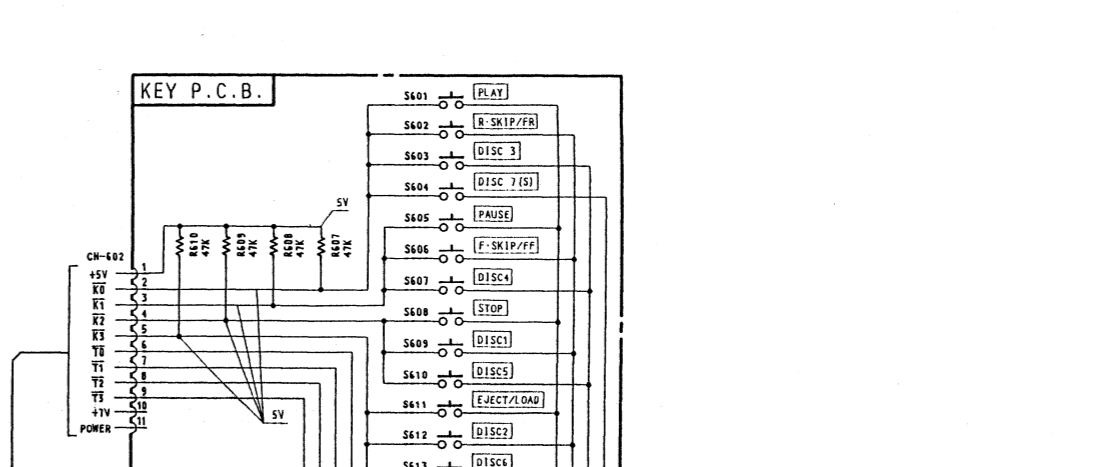 KEY P.C.B.
S601 PLAY
S602 R·SKIP/FR
S603 DISC 3
S604 DISC 7(S)
5V
S605 PAUSE
R610 47K
R609 47K
R608 47K
R607 47K
S606 F·SKIP/FF
CN-602
+5V 1
S607 DISC4
K0 2
K1 3
S608 STOP
K2 4
K3 5
S609 DISC1
T0 6
T1 7
S610 DISC5
T2 8
T3 9
S611 EJECT/LOAD
+7V 10
5V
POWER 11
S612 DISC2
S613 DISC6